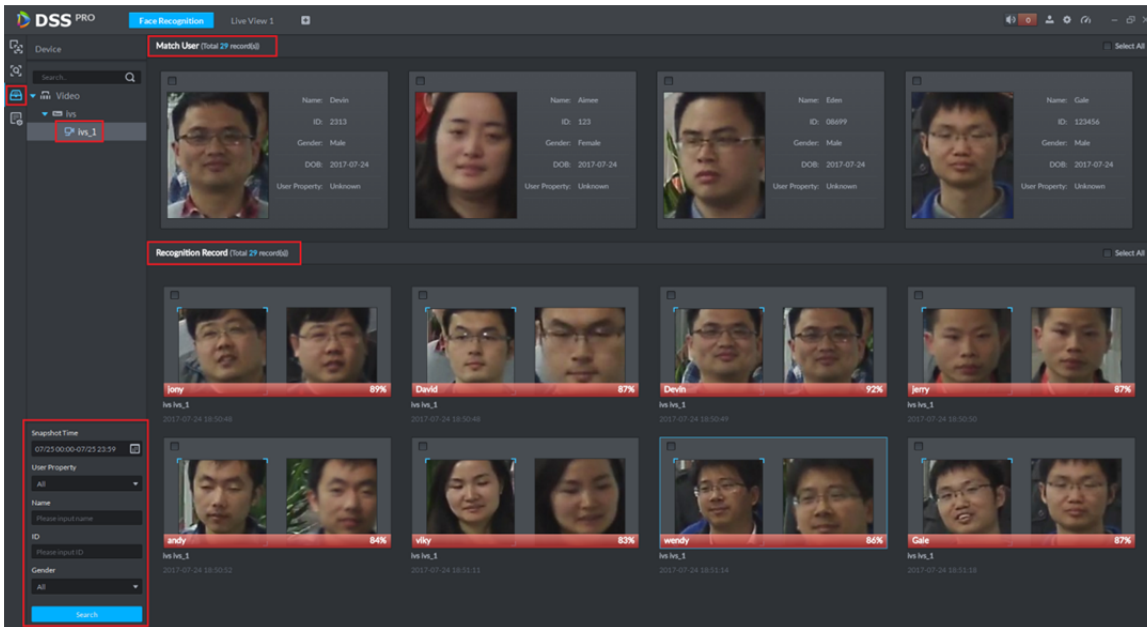 DSS PRO
Face Recognition
Live View 1
0
Device
Search..
Video
ivs
ivs_1
Match User (Total 29 record(s))
Select All
Name: Devin
ID: 2313
Gender: Male
DOB: 2017-07-24
User Property: Unknown
Name: Aimee
ID: 123
Gender: Female
DOB: 2017-07-24
User Property: Unknown
Name: Eden
ID: 08699
Gender: Male
DOB: 2017-07-24
User Property: Unknown
Name: Gale
ID: 123456
Gender: Male
DOB: 2017-07-24
User Property: Unknown
Recognition Record (Total 29 record(s))
Select All
jony 89%
ivs ivs_1
2017-07-24 18:50:46
David 87%
ivs ivs_1
2017-07-24 18:50:48
Devin 92%
ivs ivs_1
2017-07-24 18:50:49
jerry 87%
ivs ivs_1
2017-07-24 18:50:50
andy 84%
ivs ivs_1
2017-07-24 18:50:52
viky 83%
ivs ivs_1
2017-07-24 18:51:11
wendy 86%
ivs ivs_1
2017-07-24 18:51:14
Gale 87%
ivs ivs_1
2017-07-24 18:51:18
Snapshot Time
07/25 00:00-07/25 23:59
User Property
All
Name
Please input name
ID
Please input ID
Gender
All
Search